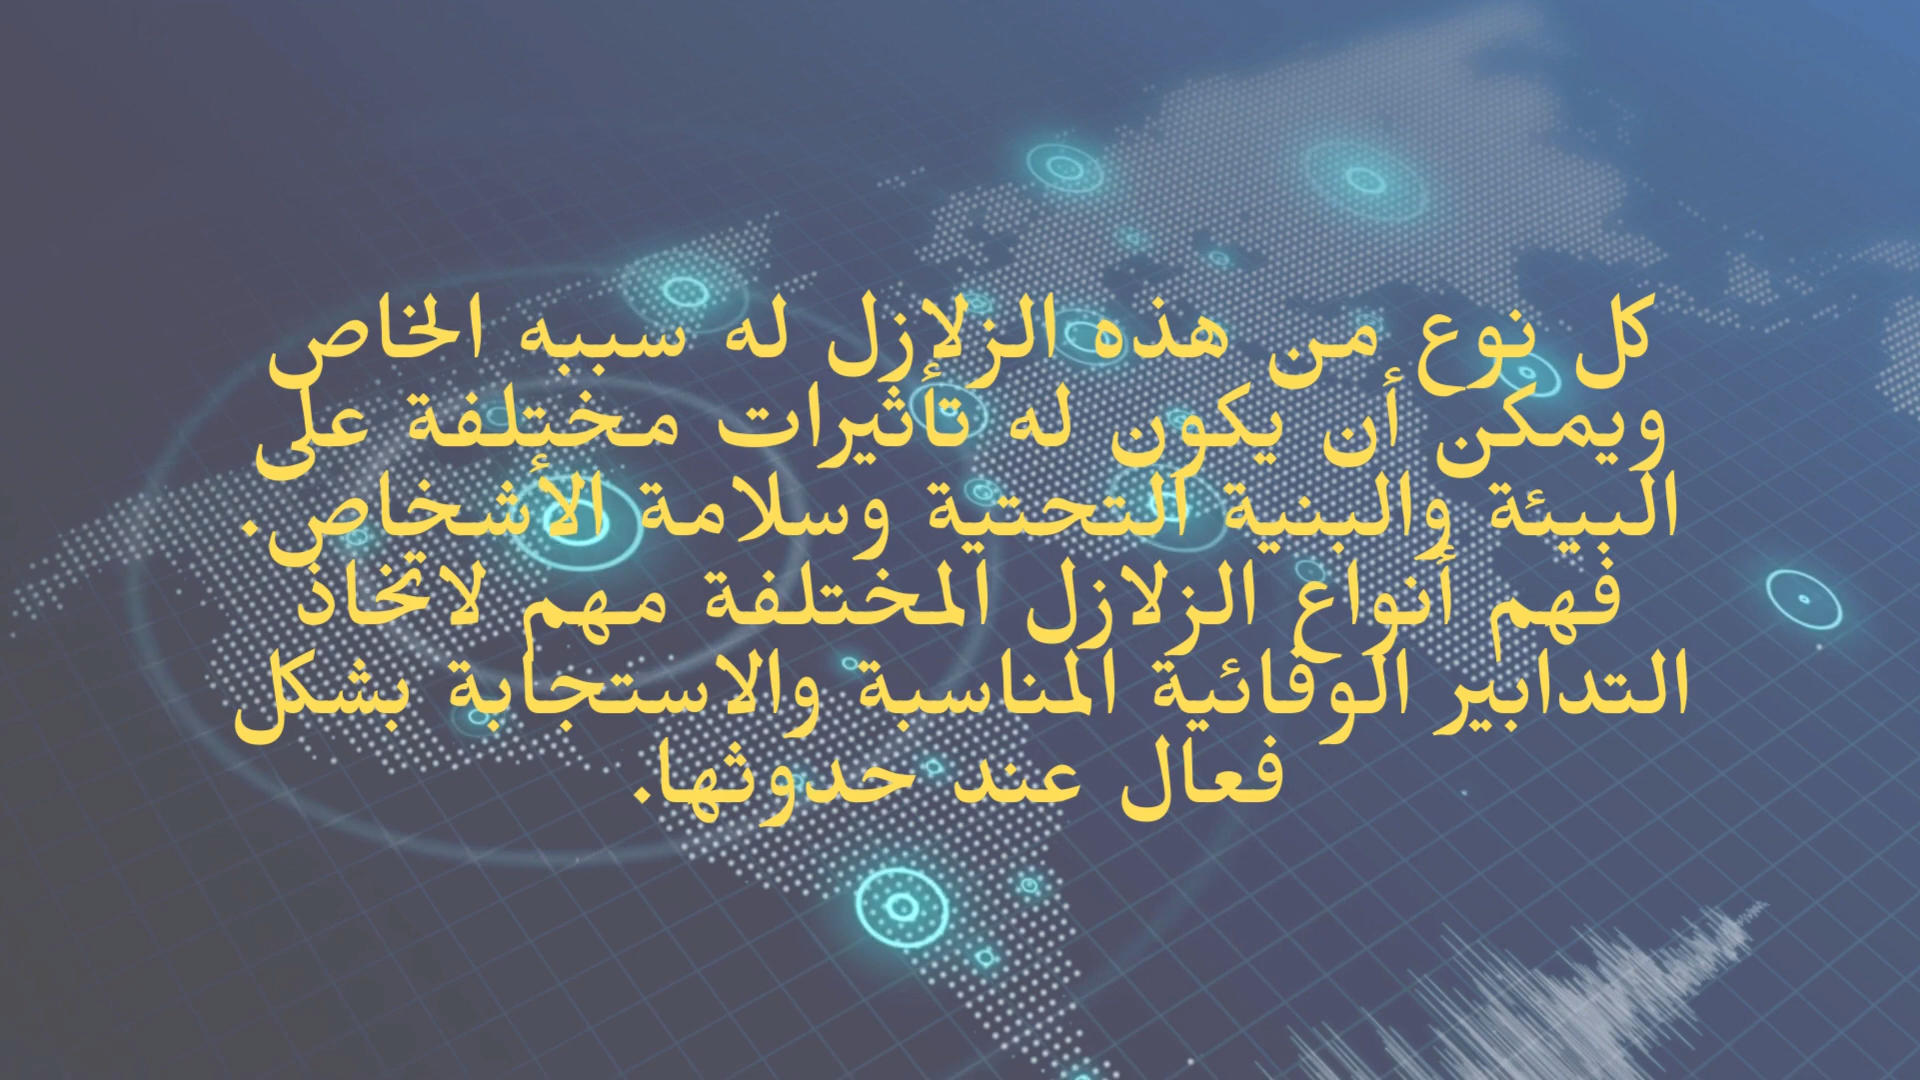 كل نوع من هذه الزلازل له سببه الخاص
ويمكن أن يكون له تأثيرات مختلفة على
البيئة والبنية التحتية وسلامة الأشخاص.
فهم أنواع الزلازل المختلفة مهم لاتخاذ
التدابير الوقائية المناسبة والاستجابة بشكل
فعال عند حدوثها.